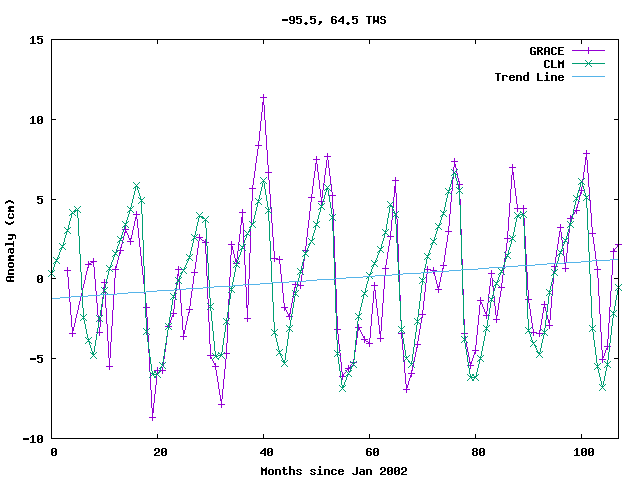 -95.5, 64.5 TWS
15
GRACE
CLM
Trend Line
10
5
0
-5
-10
Anomaly (cm)
0 20 40 60 80 100
Months since Jan 2002